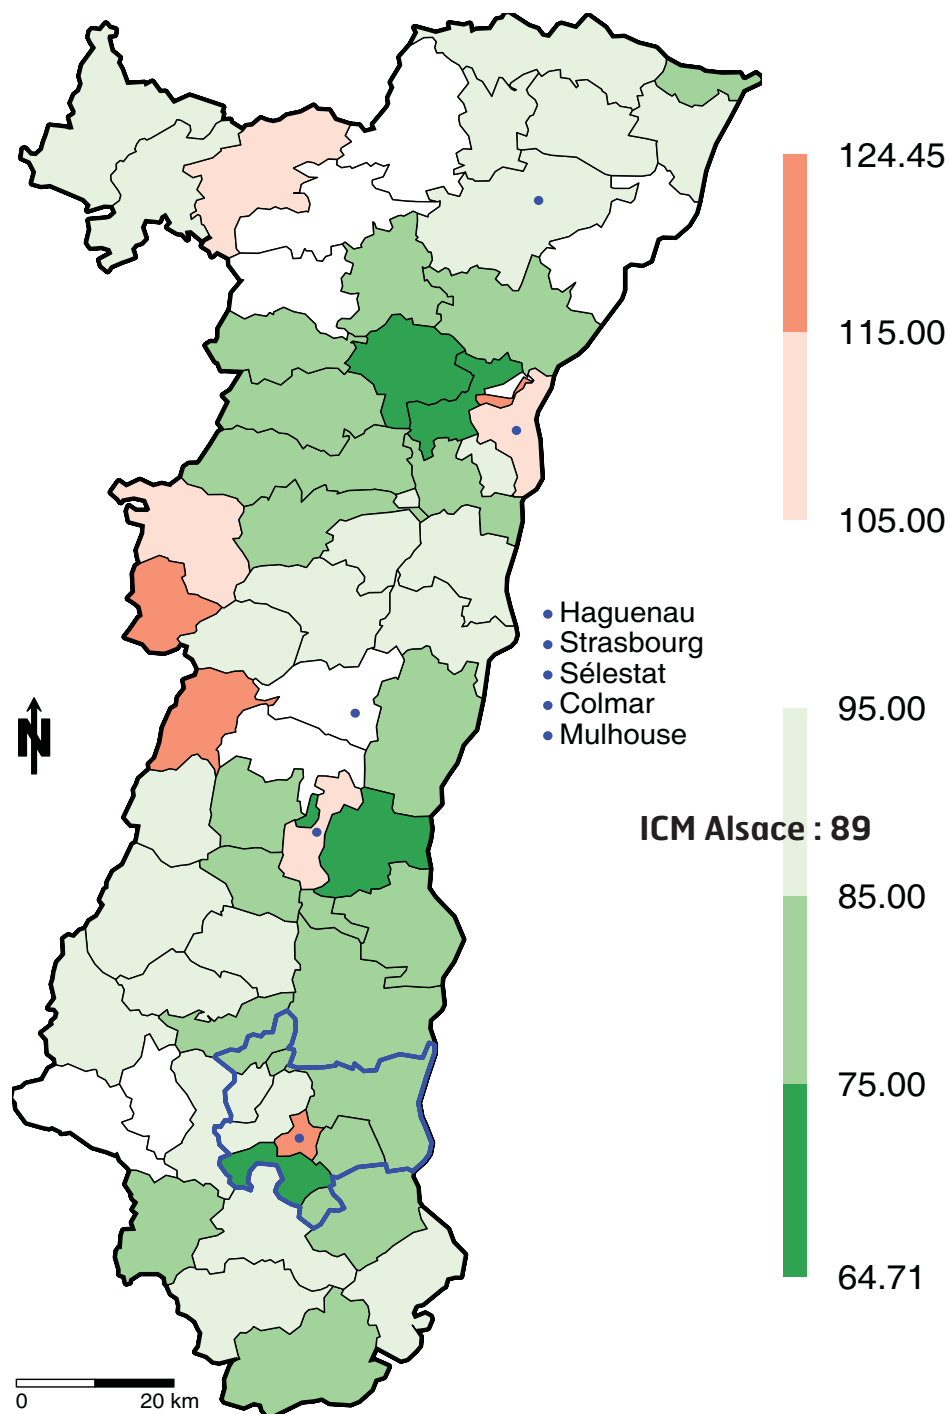 124.45
115.00
105.00
Haguenau
Strasbourg
Sélestat
Colmar
Mulhouse
N
95.00
ICM Alsace : 89
85.00
75.00
64.71
0 20 km